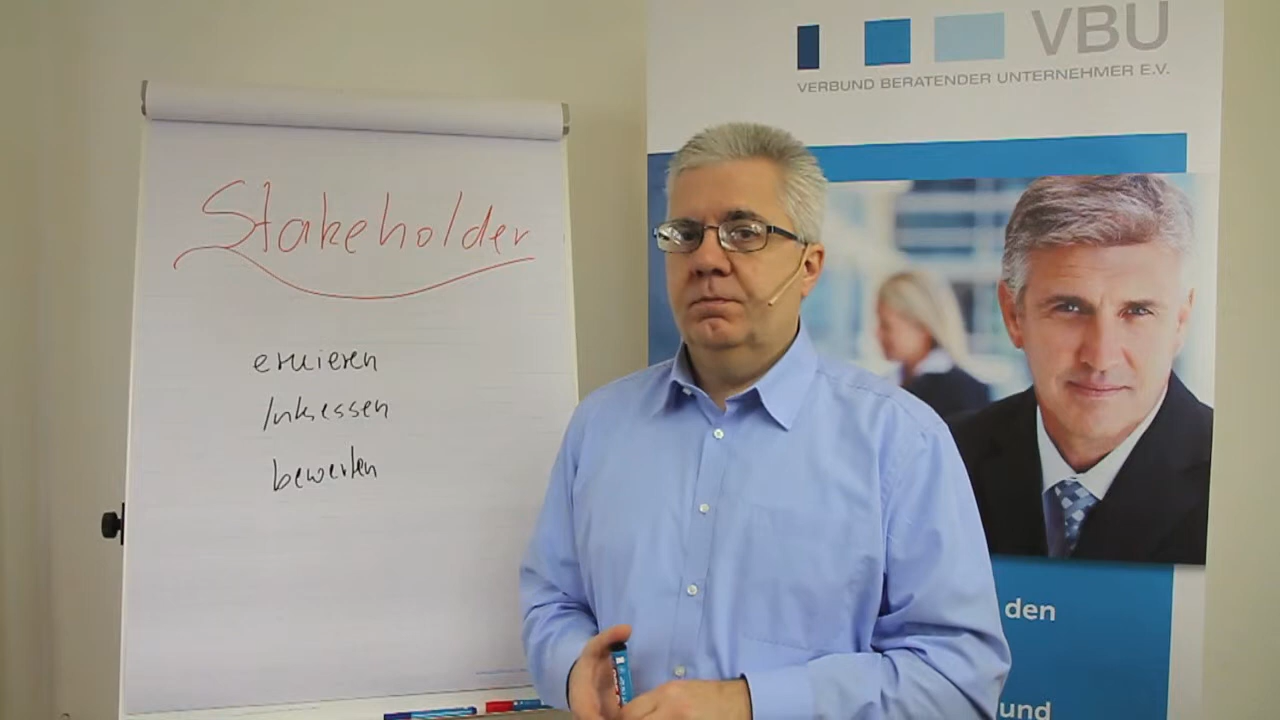 Stakeholder
eruieren
Interessen
bewerten
VBU
VERBUND BERATENDER UNTERNEHMER E.V.
den
und